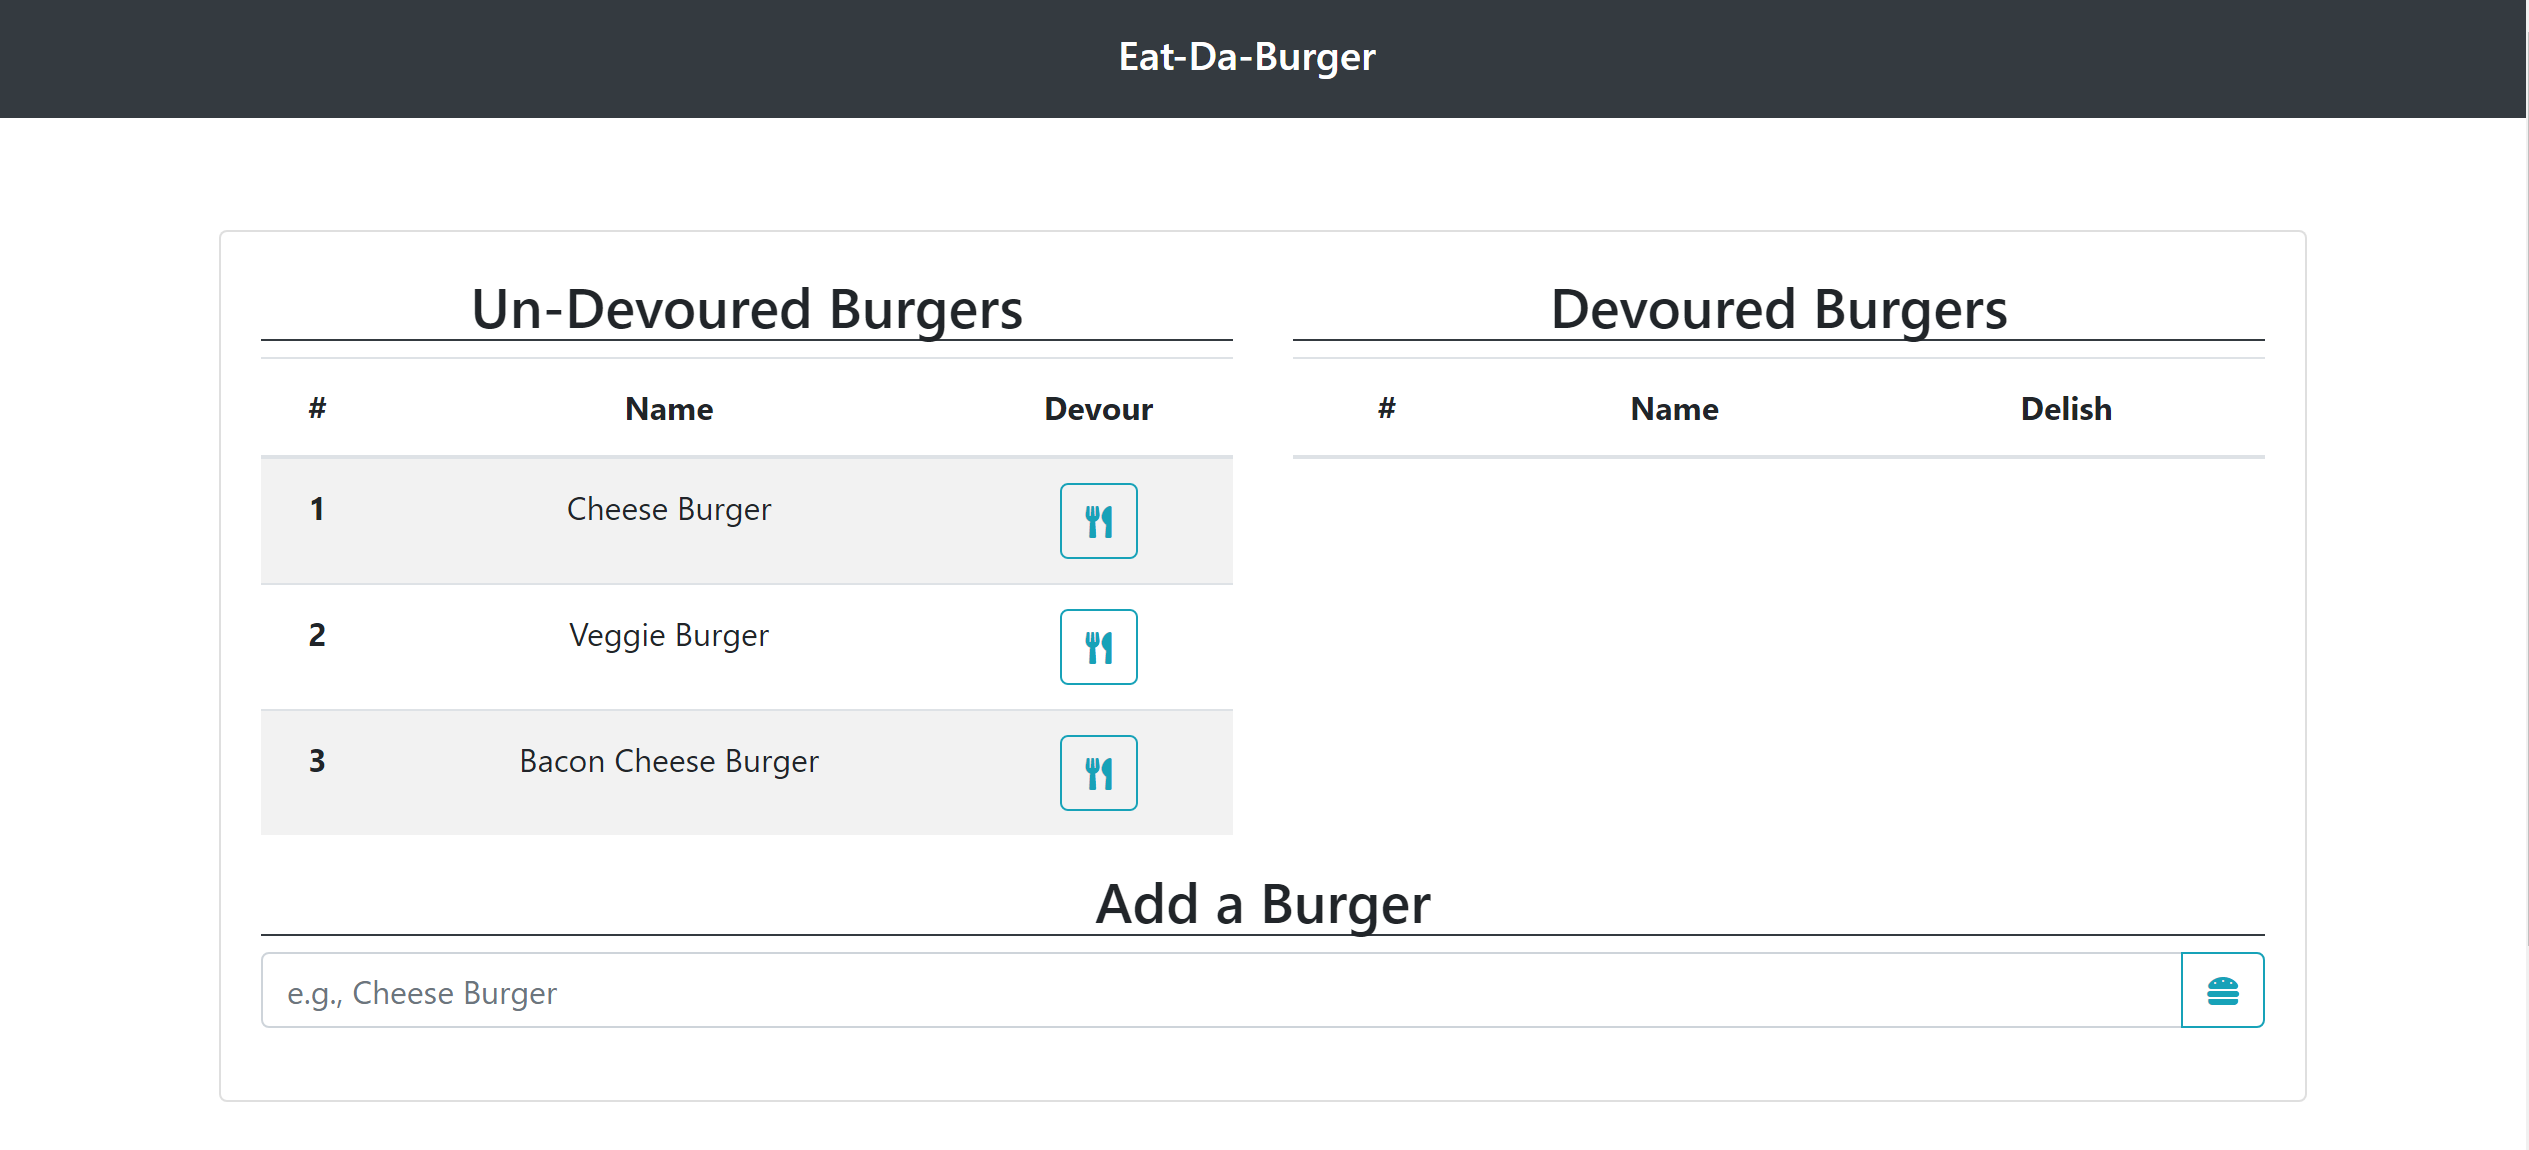 Eat-Da-Burger
Un-Devoured Burgers
# Name Devour
1 Cheese Burger
2 Veggie Burger
3 Bacon Cheese Burger
Devoured Burgers
# Name Delish
Add a Burger
e.g., Cheese Burger